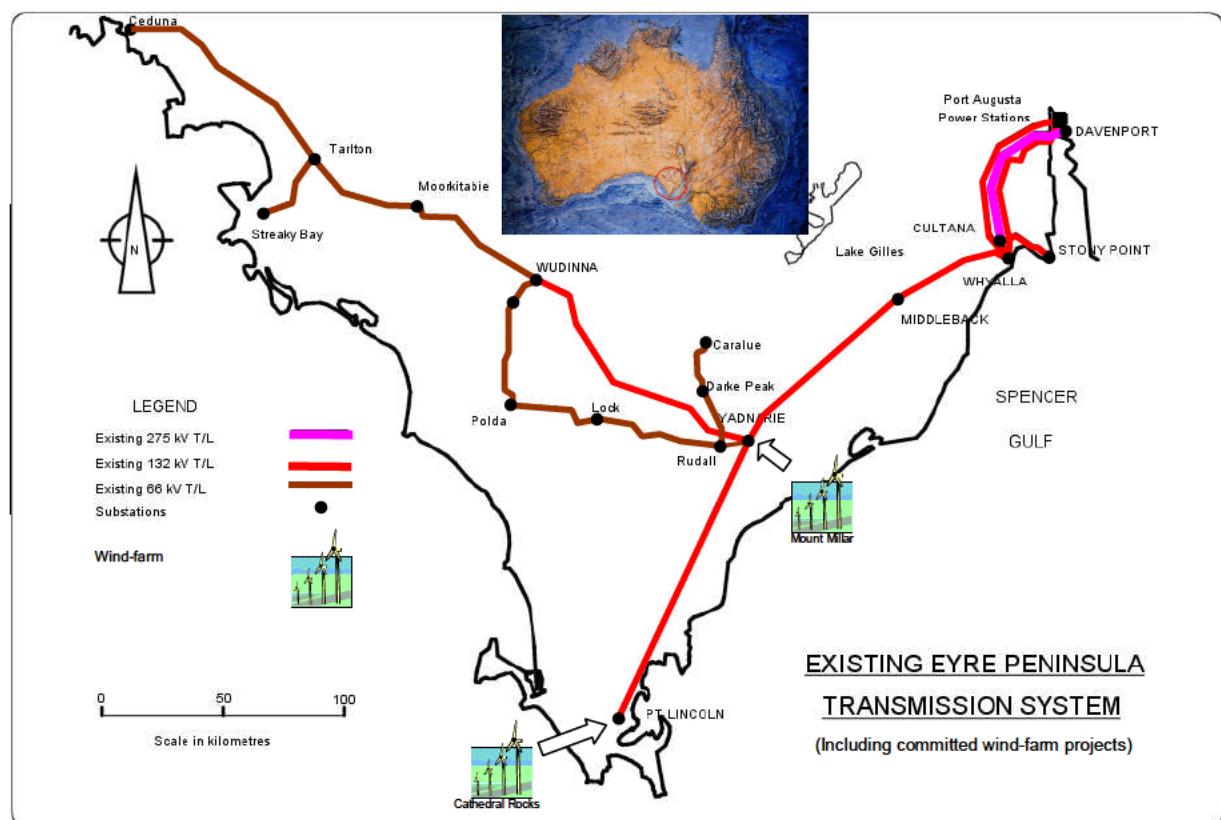 Ceduna
Port Augusta
Power Stations
DAVENPORT
Tarlton
Moorkitabie
Streaky Bay
N
CULTANA
Lake Gilles
STONY POINT
WHYALLA
WUDINNA
MIDDLEBACK
Caralue
Darke Peak
YADNARIE
Polda
Lock
Rudall
SPENCER
GULF
LEGEND
Existing 275 kV T/L
Existing 132 kV T/L
Existing 66 kV T/L
Substations
Wind-farm
Mount Millar
0 50 100
Scale in kilometres
PT LINCOLN
Cathedral Rocks
EXISTING EYRE PENINSULA
TRANSMISSION SYSTEM
(Including committed wind-farm projects)